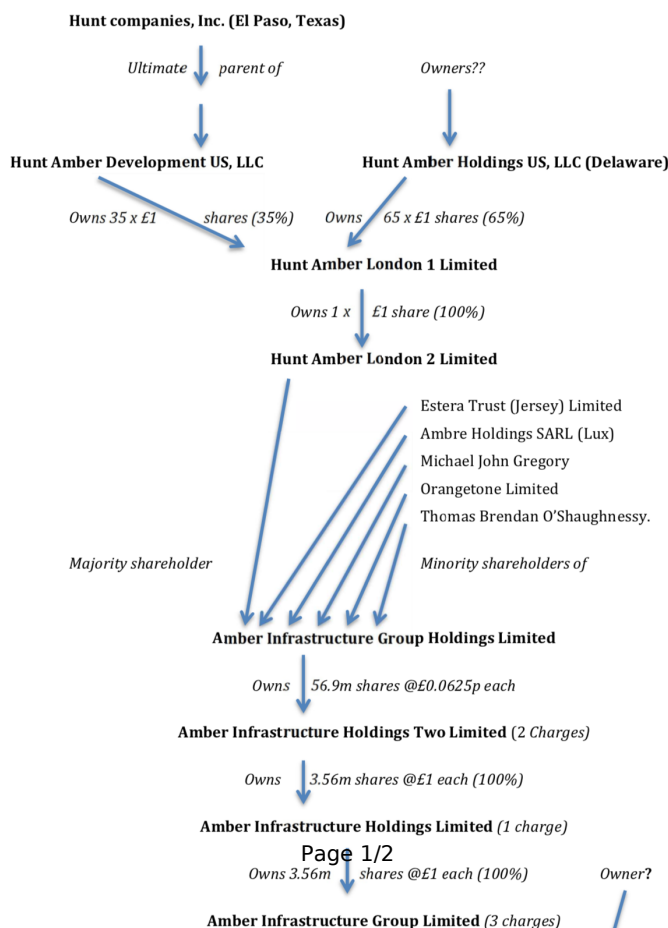 Hunt companies, Inc. (El Paso, Texas)
Ultimate parent of Owners??
Hunt Amber Development US, LLC Hunt Amber Holdings US, LLC (Delaware)
Owns 35 x £1 shares (35%) Owns 65 x £1 shares (65%)
Hunt Amber London 1 Limited
Owns 1 x £1 share (100%)
Hunt Amber London 2 Limited
Estera Trust (Jersey) Limited
Ambre Holdings SARL (Lux)
Michael John Gregory
Orangetone Limited
Thomas Brendan O’Shaughnessy.
Majority shareholder Minority shareholders of
Amber Infrastructure Group Holdings Limited
Owns 56.9m shares @£0.0625p each
Amber Infrastructure Holdings Two Limited (2 Charges)
Owns 3.56m shares @£1 each (100%)
Amber Infrastructure Holdings Limited (1 charge)
Page 1/2
Owns 3.56m shares @£1 each (100%) Owner?
Amber Infrastructure Group Limited (3 charges)